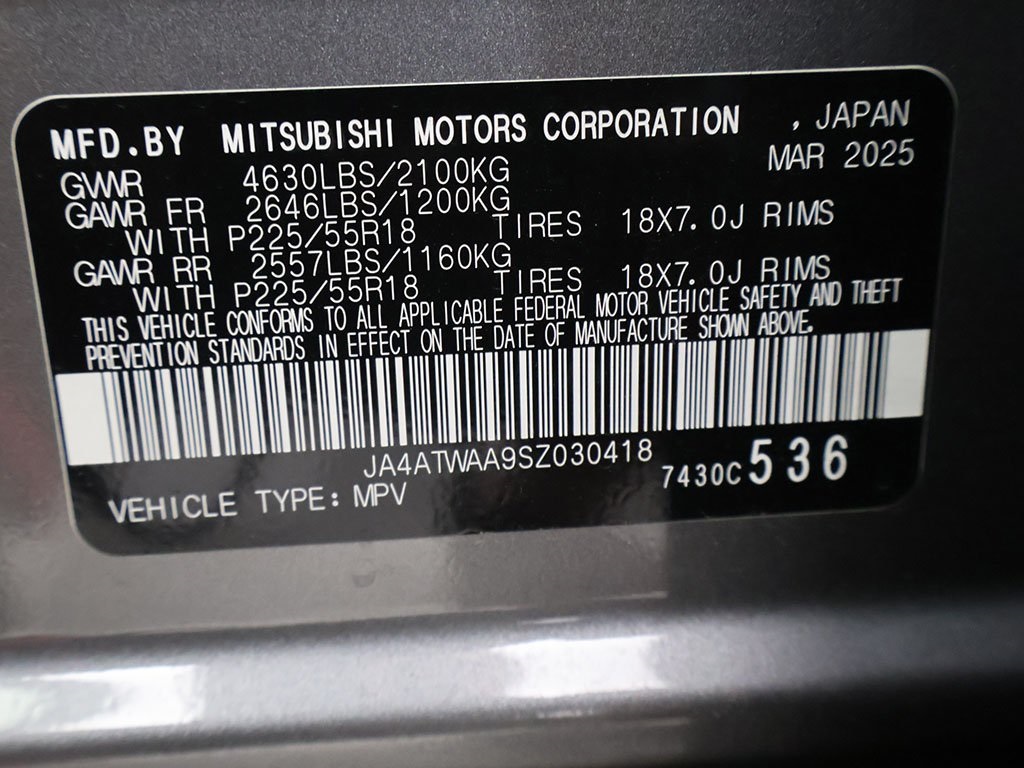 MFD.BY MITSUBISHI MOTORS CORPORATION , JAPAN
MAR 2025
GVWR 4630LBS/2100KG
GAWR FR 2646LBS/1200KG
WITH P225/55R18 TIRES 18X7.0J RIMS
GAWR RR 2557LBS/1160KG
WITH P225/55R18 TIRES 18X7.0J RIMS
THIS VEHICLE CONFORMS TO ALL APPLICABLE FEDERAL MOTOR VEHICLE SAFETY AND THEFT
PREVENTION STANDARDS IN EFFECT ON THE DATE OF MANUFACTURE SHOWN ABOVE.
JA4ATWAA9SZ030418
7430C 536
VEHICLE TYPE: MPV